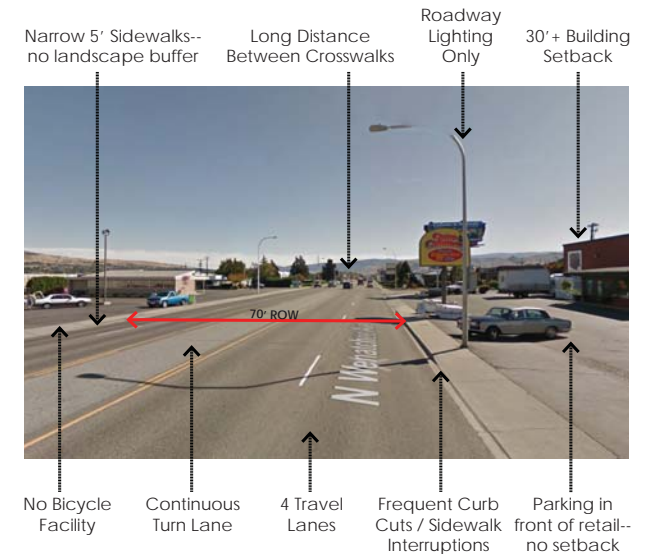 Narrow 5' Sidewalks--
no landscape buffer
Long Distance
Between Crosswalks
Roadway
Lighting
Only
30'+ Building
Setback
70' ROW
N Wenatchee
No Bicycle
Facility
Continuous
Turn Lane
4 Travel
Lanes
Frequent Curb
Cuts / Sidewalk
Interruptions
Parking in
front of retail--
no setback